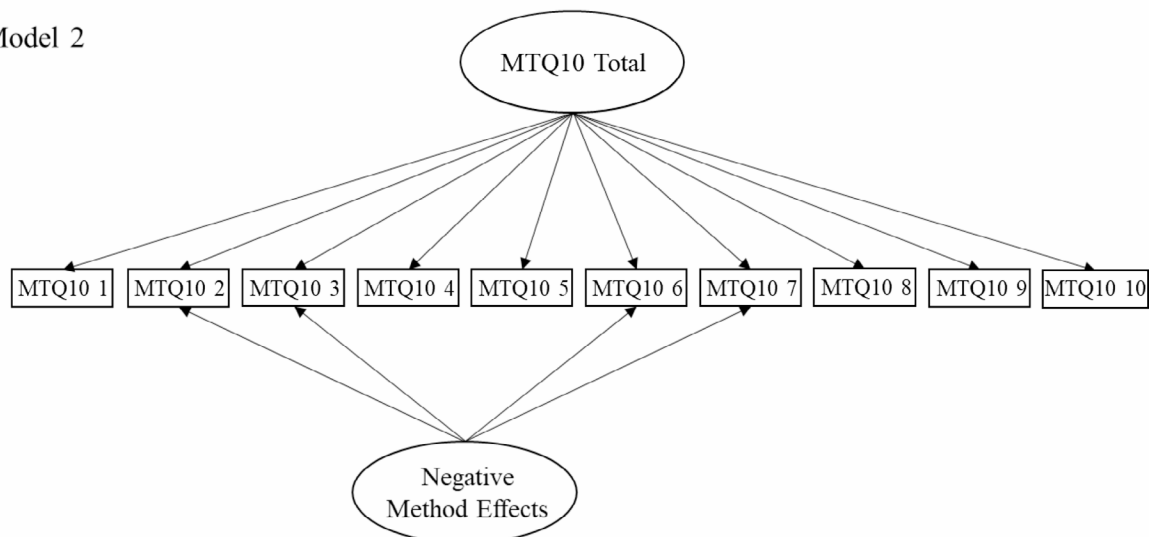 Model 2
MTQ10 Total
MTQ10 1
MTQ10 2
MTQ10 3
MTQ10 4
MTQ10 5
MTQ10 6
MTQ10 7
MTQ10 8
MTQ10 9
MTQ10 10
Negative
Method Effects